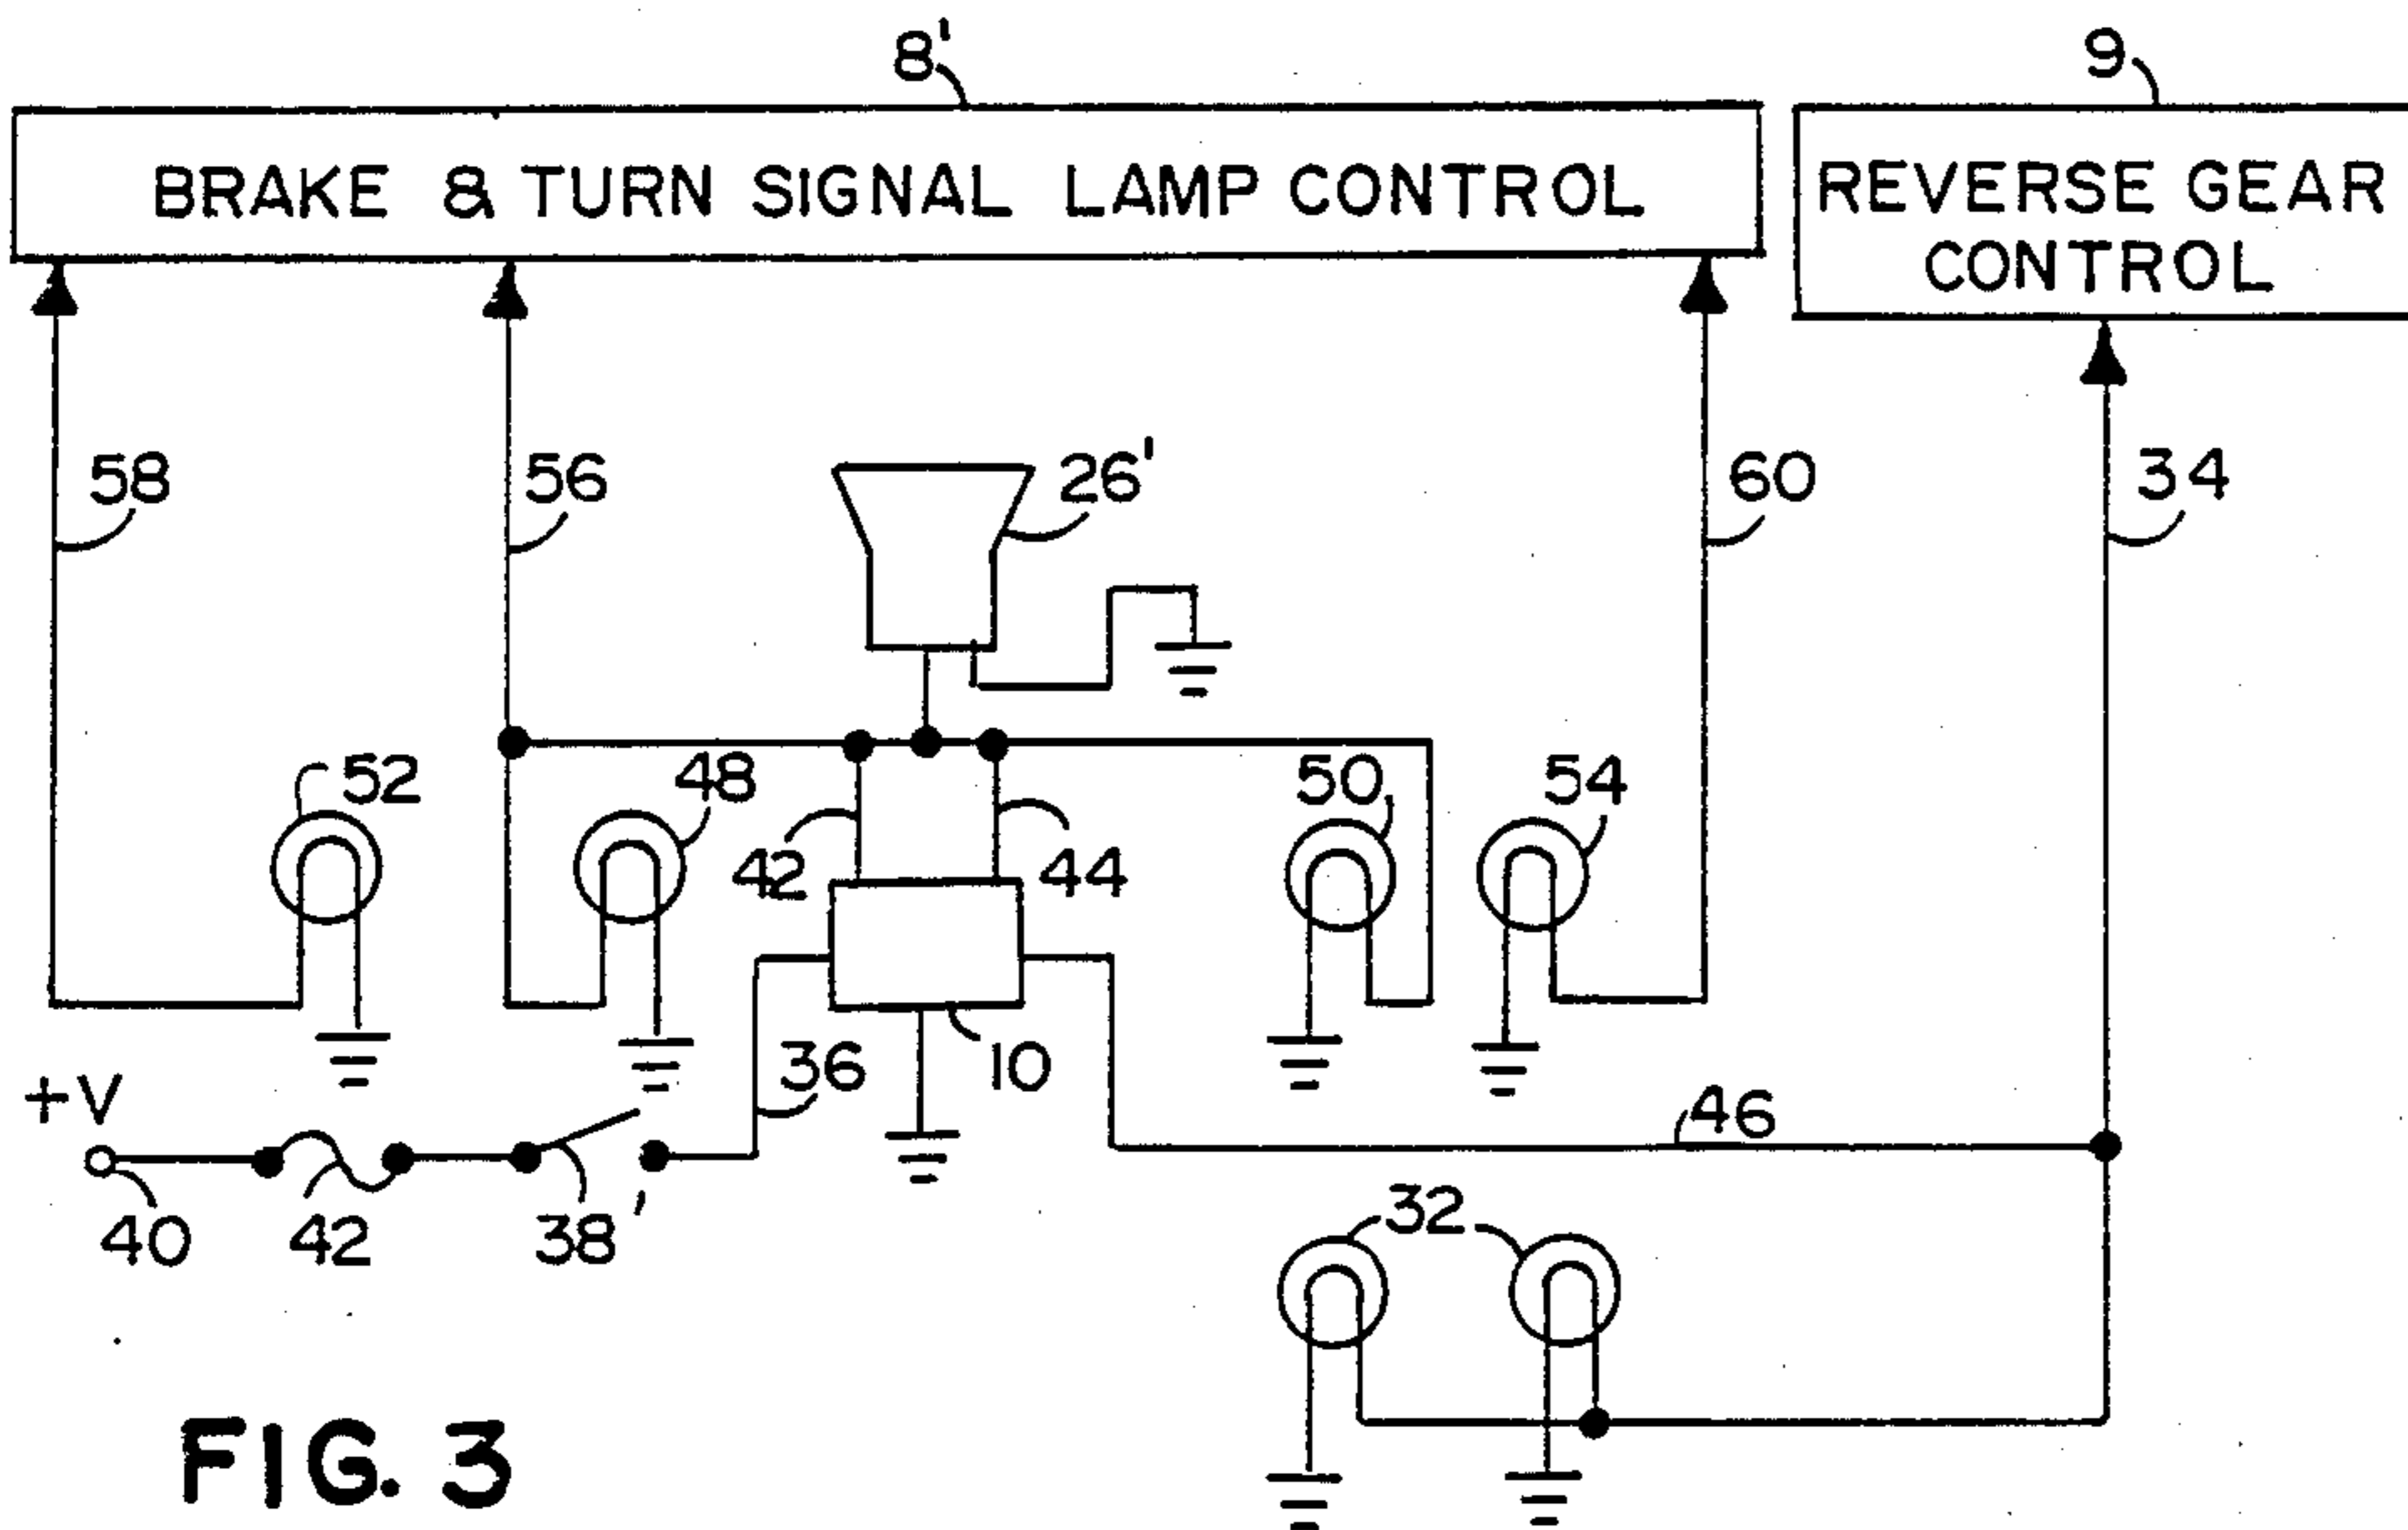 8' 9
BRAKE & TURN SIGNAL LAMP CONTROL
REVERSE GEAR
CONTROL
58 56 26' 60 34
52 48 50 54
42 44
36 10
+V 46
40 42 38' 32
FIG. 3